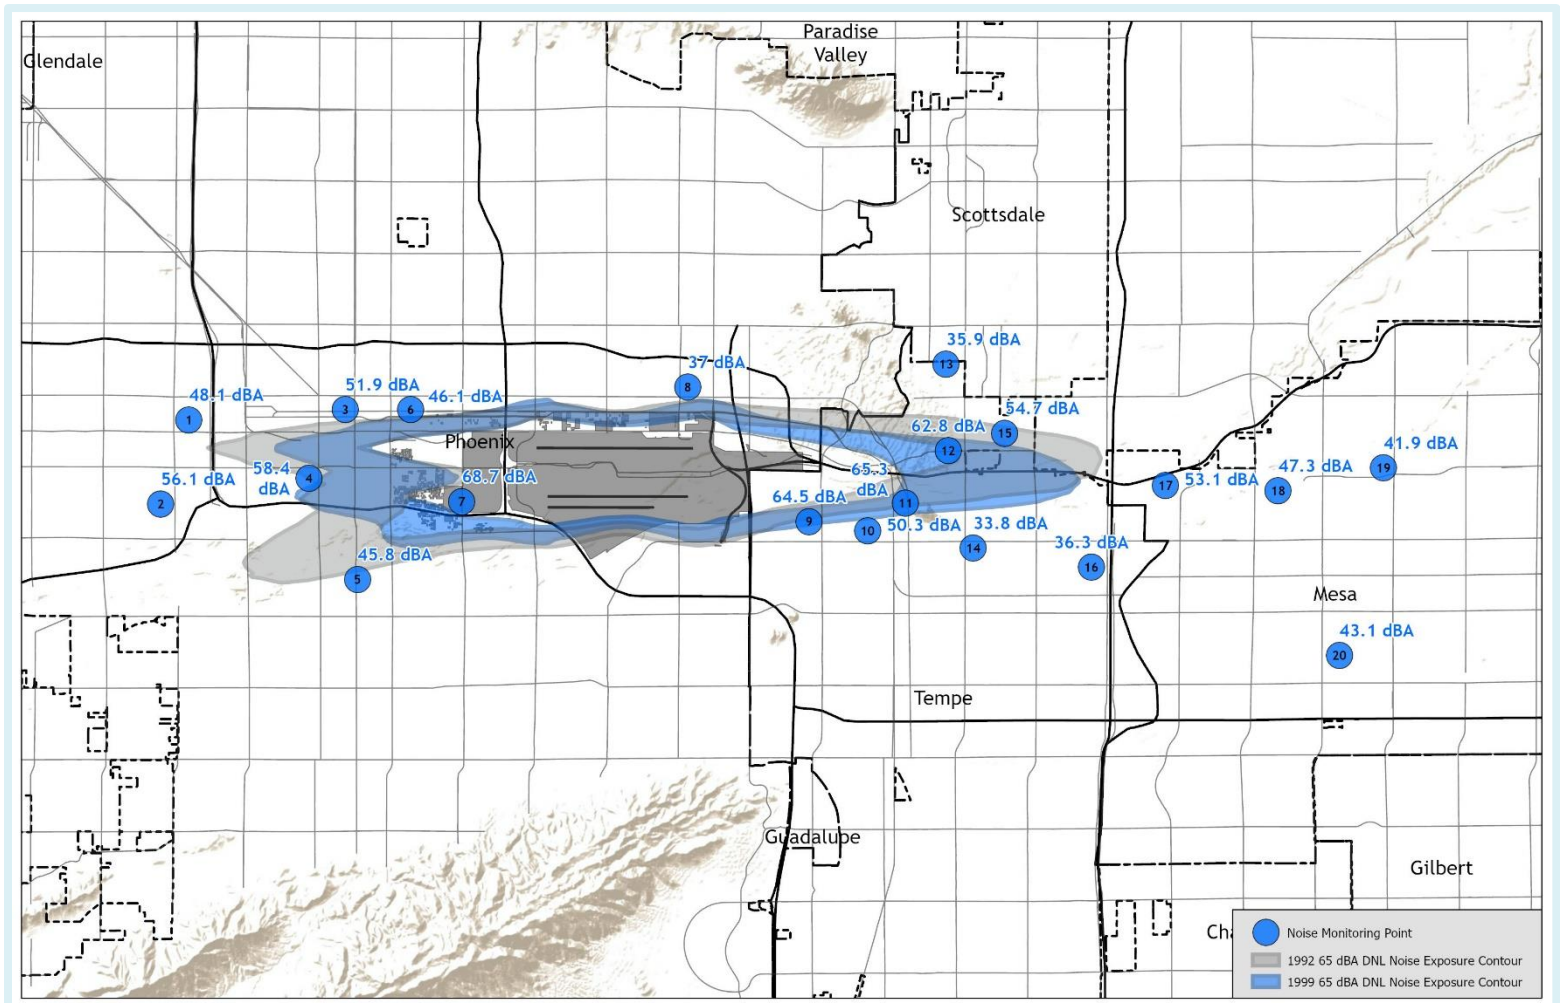 Paradise
Valley
Glendale
Scottsdale
35.9 dBA
13
37 dBA
8
51.9 dBA
3
48.1 dBA
1
46.1 dBA
6
54.7 dBA
15
62.8 dBA
12
Phoenix
41.9 dBA
19
58.4
dBA
4
68.7 dBA
7
65.3
dBA
11
56.1 dBA
2
47.3 dBA
18
53.1 dBA
17
64.5 dBA
9
50.3 dBA
10
33.8 dBA
14
36.3 dBA
16
45.8 dBA
5
Mesa
43.1 dBA
20
Tempe
Guadalupe
Gilbert
Cha
Noise Monitoring Point
1992 65 dBA DNL Noise Exposure Contour
1999 65 dBA DNL Noise Exposure Contour